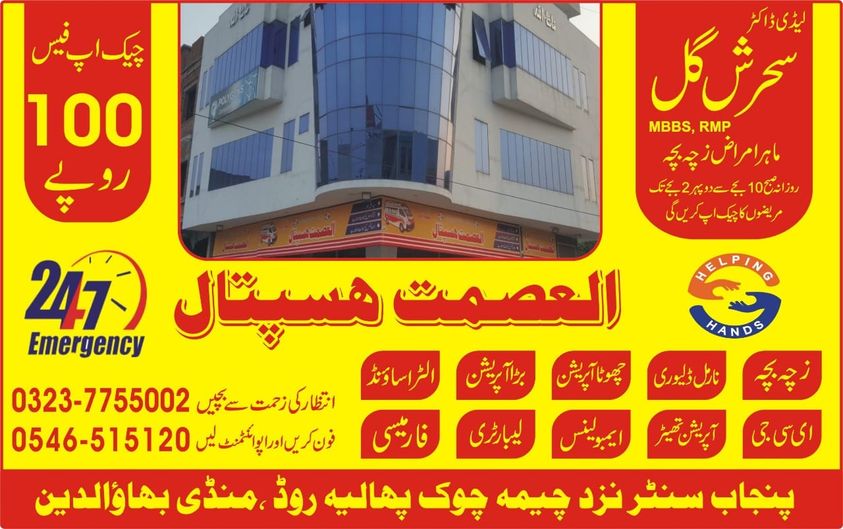 لیڈی ڈاکٹر
سحرش گل
MBBS, RMP
ماہر امراض زچہ بچہ
روزانہ صبح 10 بجے سے دوپہر 2 بجے تک
مریضوں کا چیک اپ کریں گی
چیک اپ فیس
100
روپے
العصمت ہسپتال
24/7
Emergency
العصمت ہسپتال
HELPING
HANDS
زچہ بچہ
نارمل ڈلیوری
چھوٹا آپریشن
بڑا آپریشن
الٹراساؤنڈ
ای سی جی
آپریشن تھیٹر
ایمبولینس
لیبارٹری
فارمیسی
انتظار کی زحمت سے بچیں 0323-7755002
فون کریں اور اپوائنٹمنٹ لیں 0546-515120
پنجاب سنٹر نزد چیمہ چوک پھالیہ روڈ ،منڈی بھاؤالدین